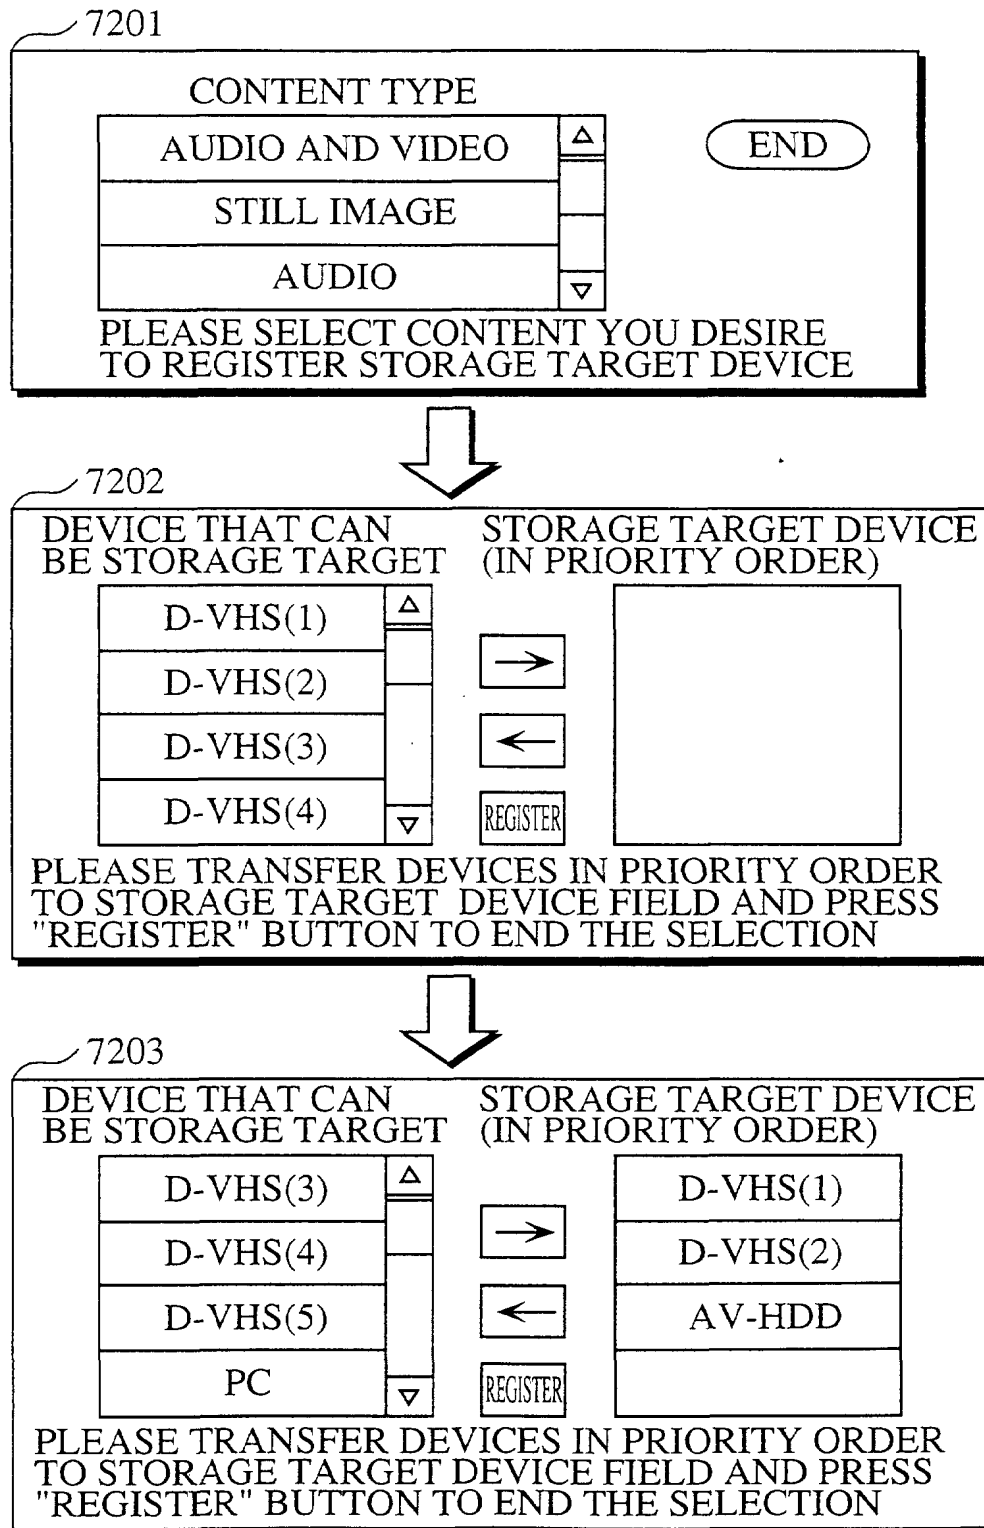 7201
CONTENT TYPE
AUDIO AND VIDEO
END
STILL IMAGE
AUDIO
PLEASE SELECT CONTENT YOU DESIRE
TO REGISTER STORAGE TARGET DEVICE
7202
DEVICE THAT CAN
BE STORAGE TARGET
STORAGE TARGET DEVICE
(IN PRIORITY ORDER)
D-VHS(1)
D-VHS(2)
D-VHS(3)
D-VHS(4)
REGISTER
PLEASE TRANSFER DEVICES IN PRIORITY ORDER
TO STORAGE TARGET DEVICE FIELD AND PRESS
"REGISTER" BUTTON TO END THE SELECTION
7203
DEVICE THAT CAN
BE STORAGE TARGET
STORAGE TARGET DEVICE
(IN PRIORITY ORDER)
D-VHS(3)
D-VHS(4)
D-VHS(5)
PC
REGISTER
D-VHS(1)
D-VHS(2)
AV-HDD
PLEASE TRANSFER DEVICES IN PRIORITY ORDER
TO STORAGE TARGET DEVICE FIELD AND PRESS
"REGISTER" BUTTON TO END THE SELECTION